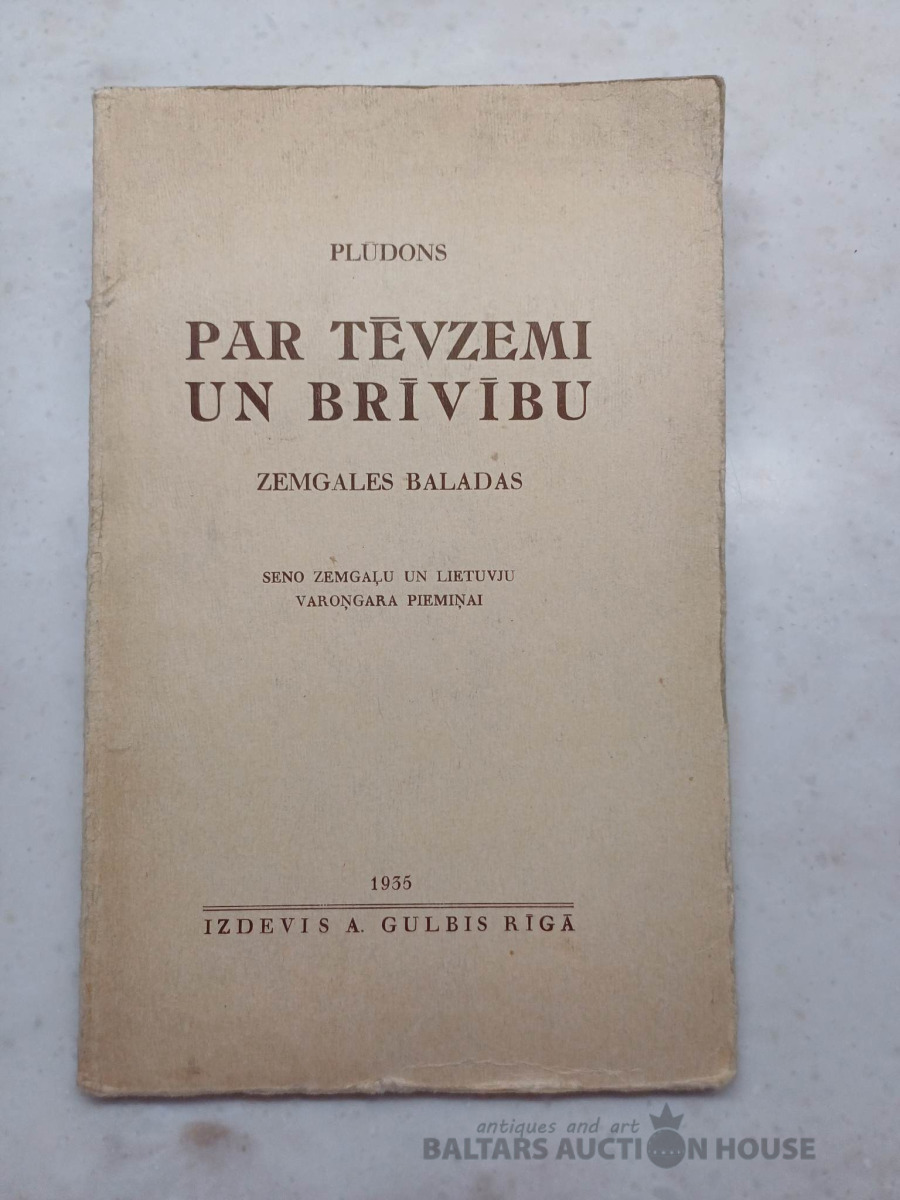 PLŪDONS
PAR TĒVZEMI
UN BRĪVĪBU
ZEMGALES BALADAS
SENO ZEMGAĻU UN LIETUVJU
VAROŅGARA PIEMIŅAI
1935
IZDEVIS A. GULBIS RĪGĀ
antiques and art
BALTARS AUCTION HOUSE